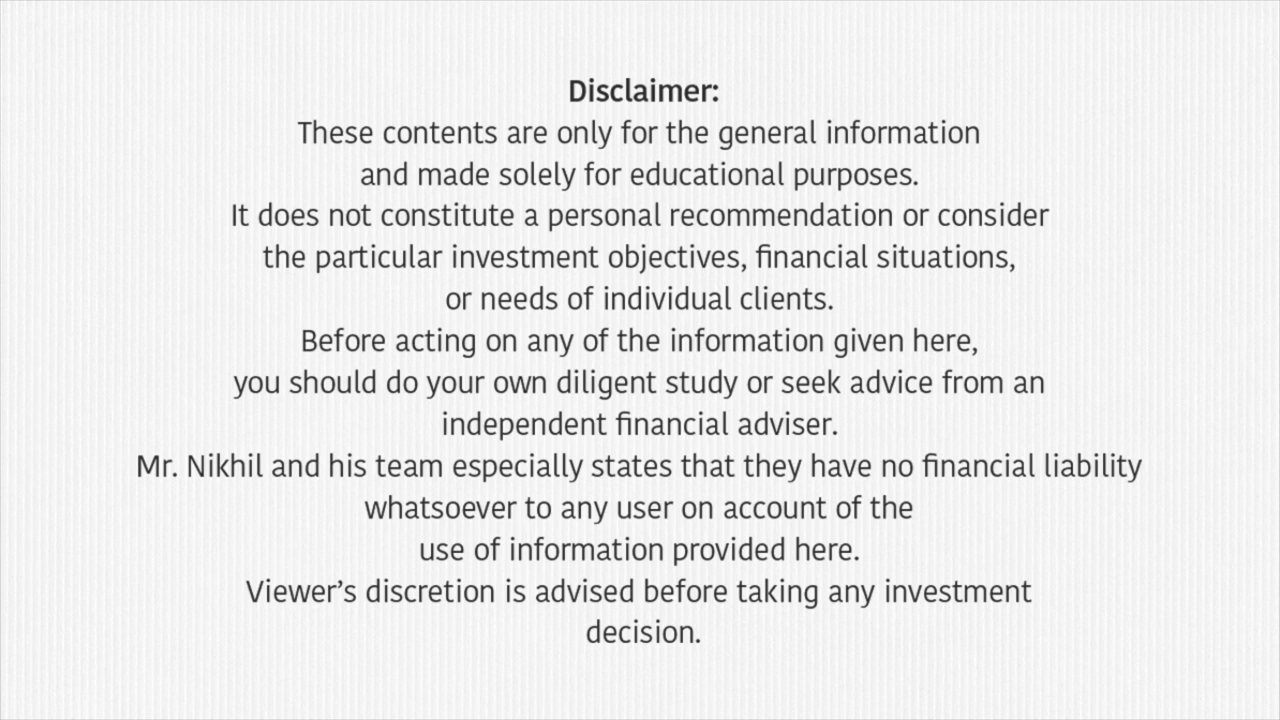 Disclaimer:
These contents are only for the general information
and made solely for educational purposes.
It does not constitute a personal recommendation or consider
the particular investment objectives, financial situations,
or needs of individual clients.
Before acting on any of the information given here,
you should do your own diligent study or seek advice from an
independent financial adviser.
Mr. Nikhil and his team especially states that they have no financial liability
whatsoever to any user on account of the
use of information provided here.
Viewer’s discretion is advised before taking any investment
decision.